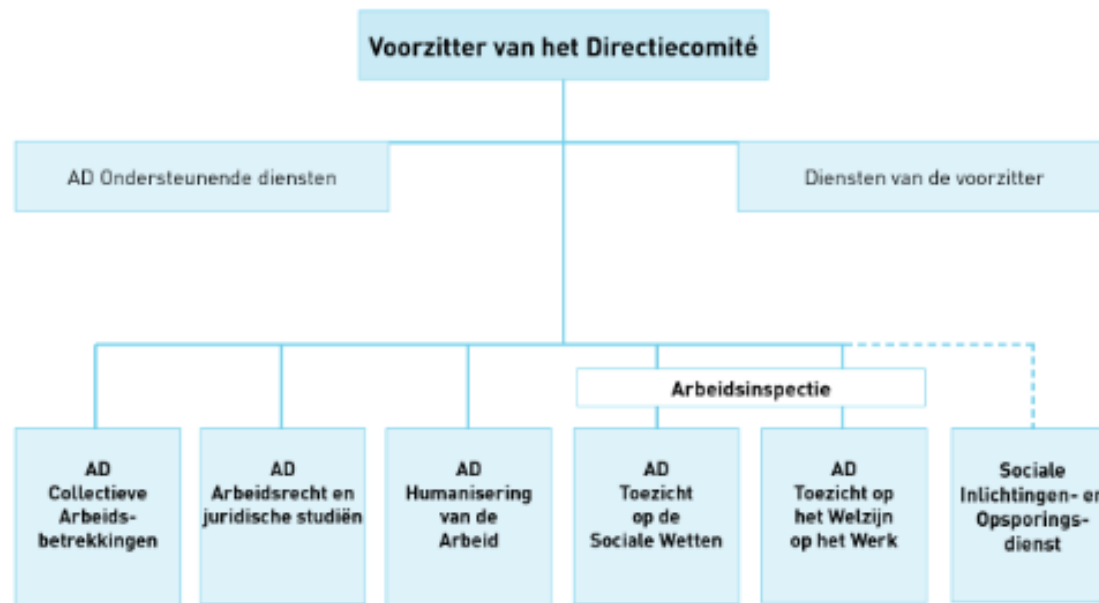 Voorzitter van het Directiecomité
AD Ondersteunende diensten
Diensten van de voorzitter
Arbeidsinspectie
AD
Collectieve
Arbeids-
betrekkingen
AD
Arbeidsrecht en
juridische studiën
AD
Humanisering
van de
Arbeid
AD
Toezicht
op de
Sociale Wetten
AD
Toezicht op
het Welzijn
op het Werk
Sociale
Inlichtingen- en
Opsporings-
dienst